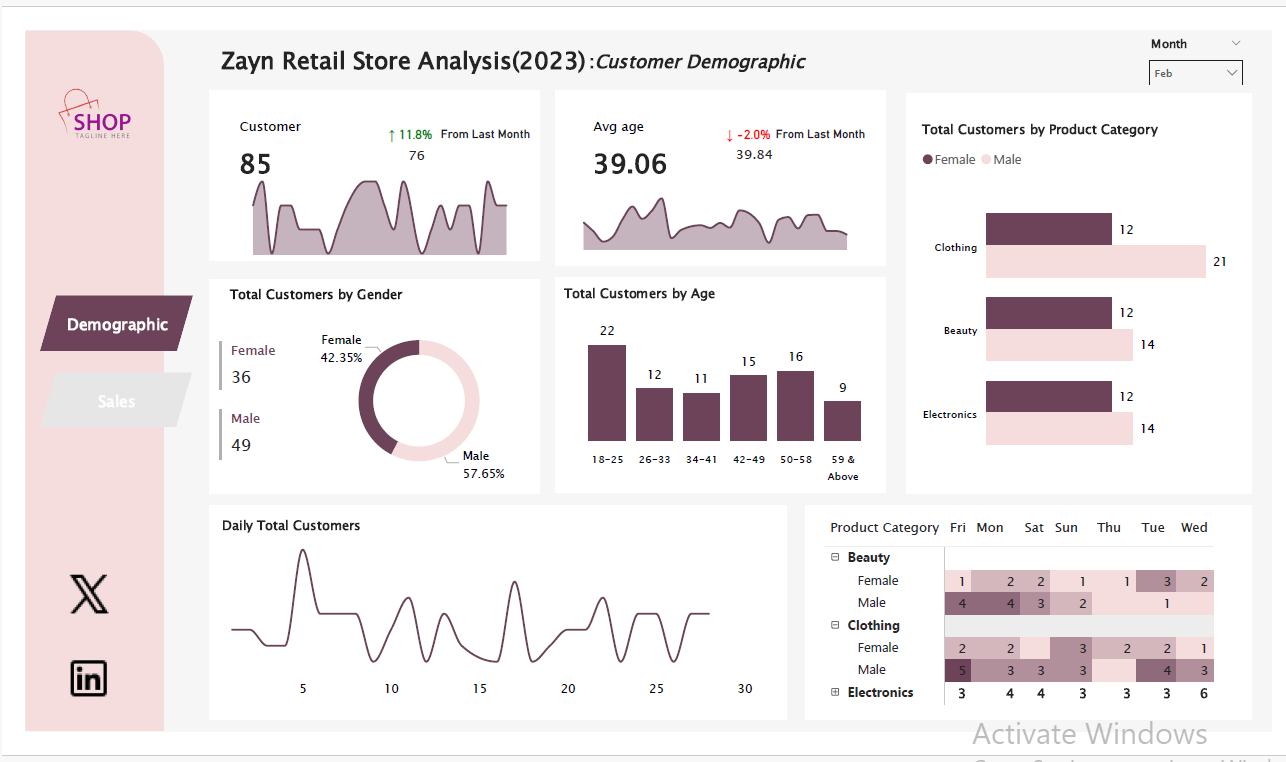 Zayn Retail Store Analysis(2023) :Customer Demographic
Month
Feb
SHOP
TAGLINE HERE
Demographic
Sales
in
Customer
85
↑ 11.8% From Last Month
76
Avg age
39.06
↓ -2.0% From Last Month
39.84
Total Customers by Product Category
Female Male
Clothing
12
21
Beauty
12
14
Electronics
12
14
Total Customers by Gender
Female
36
Male
49
Female
42.35%
Male
57.65%
Total Customers by Age
22 12 11 15 16 9
18-25 26-33 34-41 42-49 50-58 59 &
Above
Daily Total Customers
5 10 15 20 25 30
Product Category Fri Mon Sat Sun Thu Tue Wed
Beauty
Female 1 2 2 1 1 3 2
Male 4 4 3 2 1
Clothing
Female 2 2 3 2 2 1
Male 5 3 3 3 4 3
Electronics 3 4 4 3 3 3 6
Activate Windows